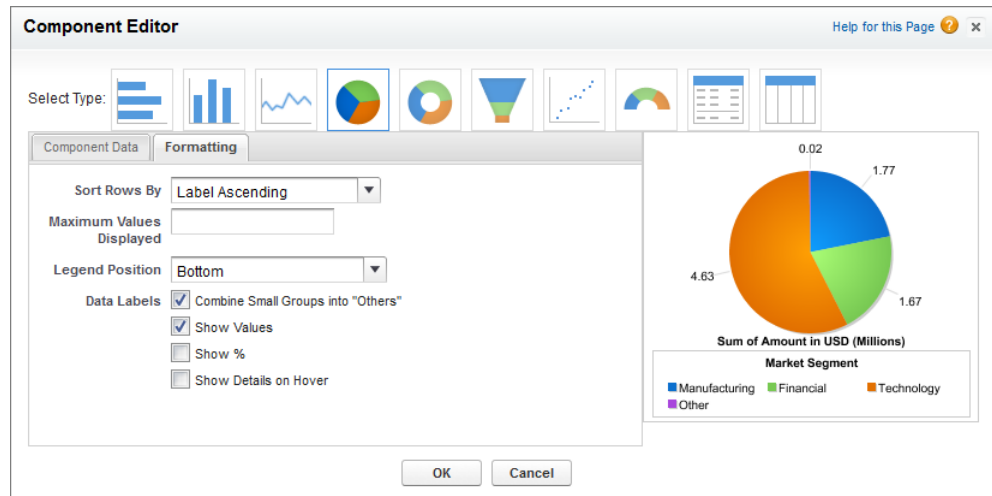 Component Editor
Help for this Page ?
Select Type:
Component Data
Formatting
Sort Rows By
Label Ascending
Maximum Values
Displayed
Legend Position
Bottom
Data Labels
Combine Small Groups into "Others"
Show Values
Show %
Show Details on Hover
0.02
1.77
4.63
1.67
Sum of Amount in USD (Millions)
Market Segment
Manufacturing Financial Technology
Other
OK Cancel